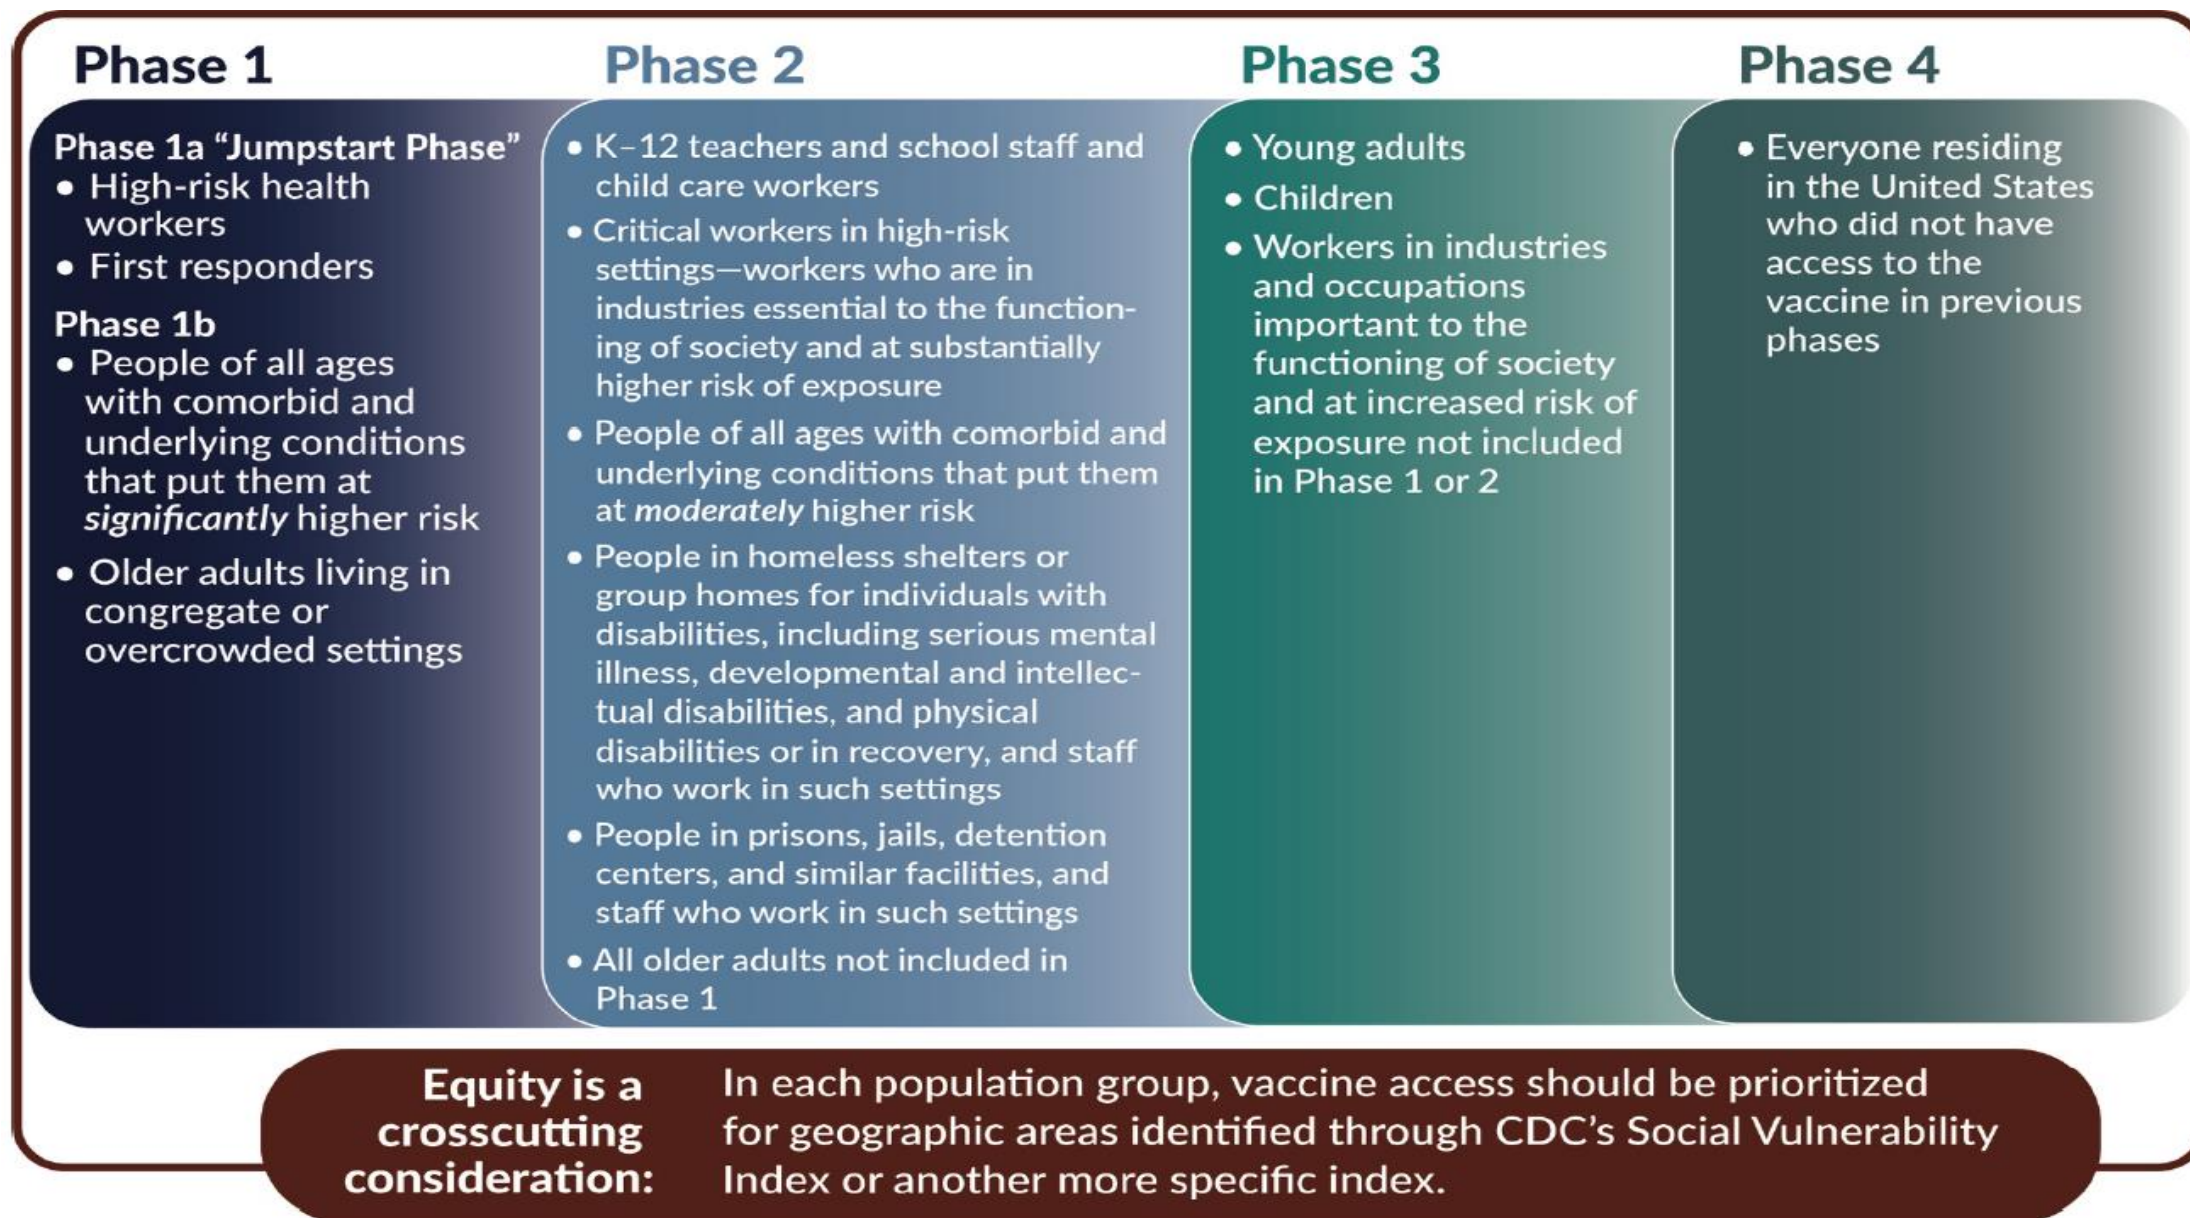 Phase 1
Phase 1a “Jumpstart Phase”
• High-risk health
workers
• First responders
Phase 1b
• People of all ages
with comorbid and
underlying conditions
that put them at
significantly higher risk
• Older adults living in
congregate or
overcrowded settings
Phase 2
• K–12 teachers and school staff and
child care workers
• Critical workers in high-risk
settings—workers who are in
industries essential to the function-
ing of society and at substantially
higher risk of exposure
• People of all ages with comorbid and
underlying conditions that put them
at moderately higher risk
• People in homeless shelters or
group homes for individuals with
disabilities, including serious mental
illness, developmental and intellec-
tual disabilities, and physical
disabilities or in recovery, and staff
who work in such settings
• People in prisons, jails, detention
centers, and similar facilities, and
staff who work in such settings
• All older adults not included in
Phase 1
Phase 3
• Young adults
• Children
• Workers in industries
and occupations
important to the
functioning of society
and at increased risk of
exposure not included
in Phase 1 or 2
Phase 4
• Everyone residing
in the United States
who did not have
access to the
vaccine in previous
phases
Equity is a
crosscutting
consideration:
In each population group, vaccine access should be prioritized
for geographic areas identified through CDC’s Social Vulnerability
Index or another more specific index.